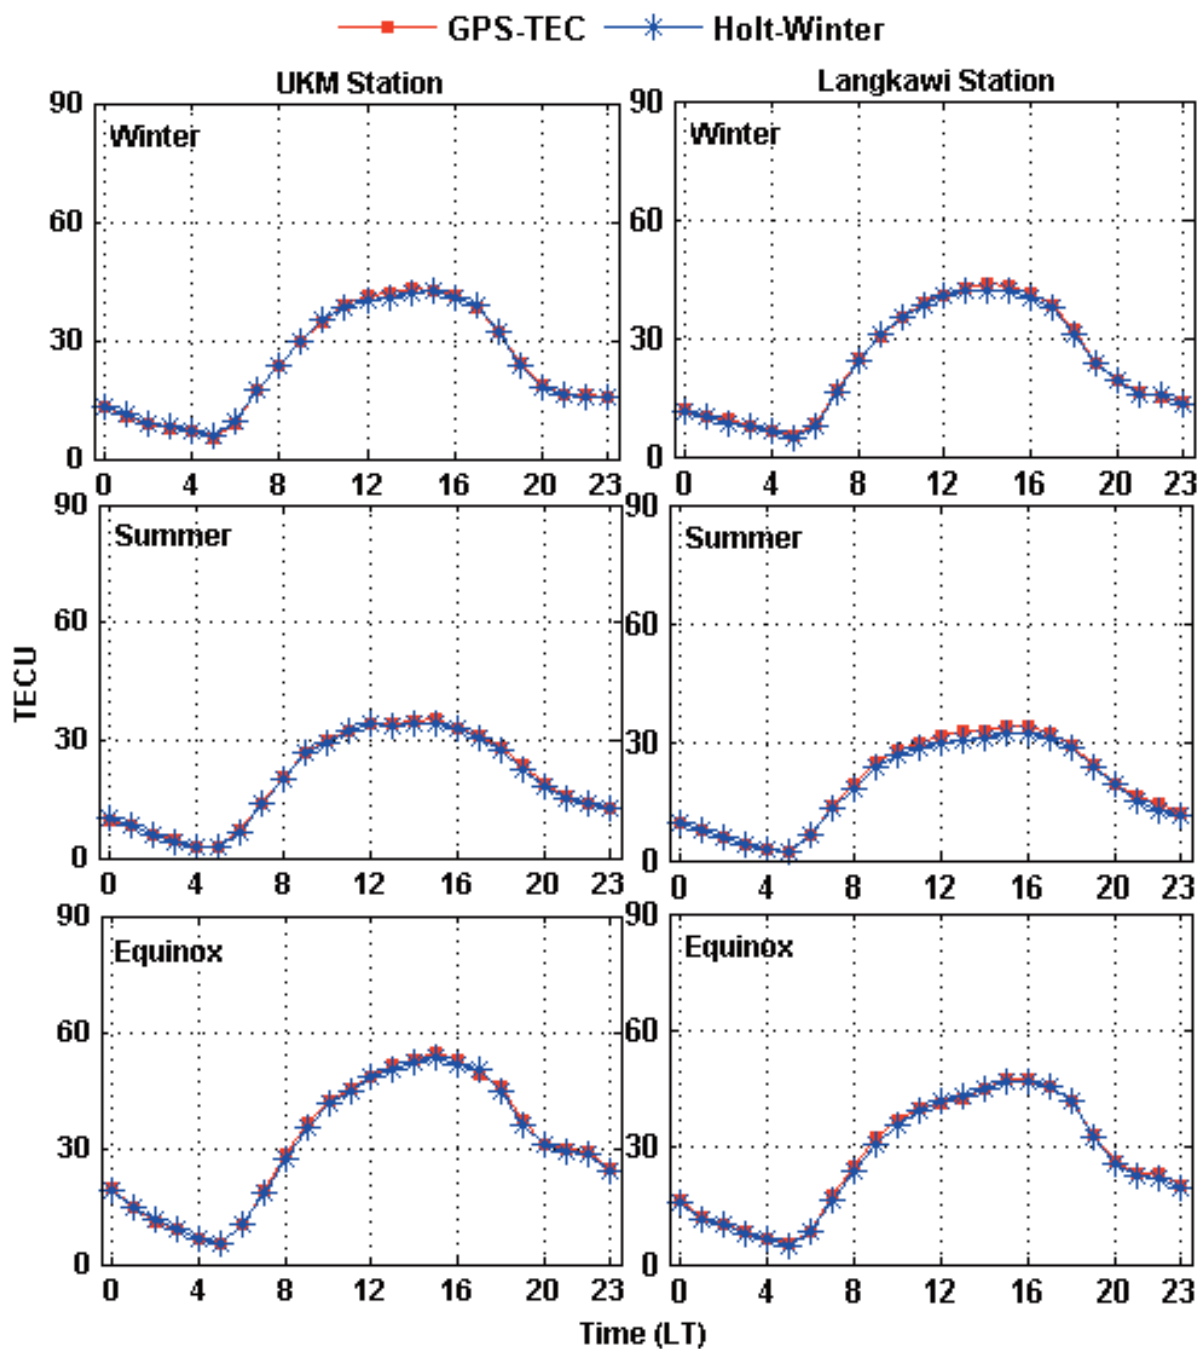 GPS-TEC Holt-Winter
UKM Station Langkawi Station
90 90
Winter Winter
60 60
30 30
0 0
0 4 8 12 16 20 23 0 4 8 12 16 20 23
90 90
Summer Summer
60 60
TECU
30 30
0 0
0 4 8 12 16 20 23 0 4 8 12 16 20 23
90 90
Equinox Equinox
60 60
30 30
0 0
0 4 8 12 16 20 23 0 4 8 12 16 20 23
Time (LT)